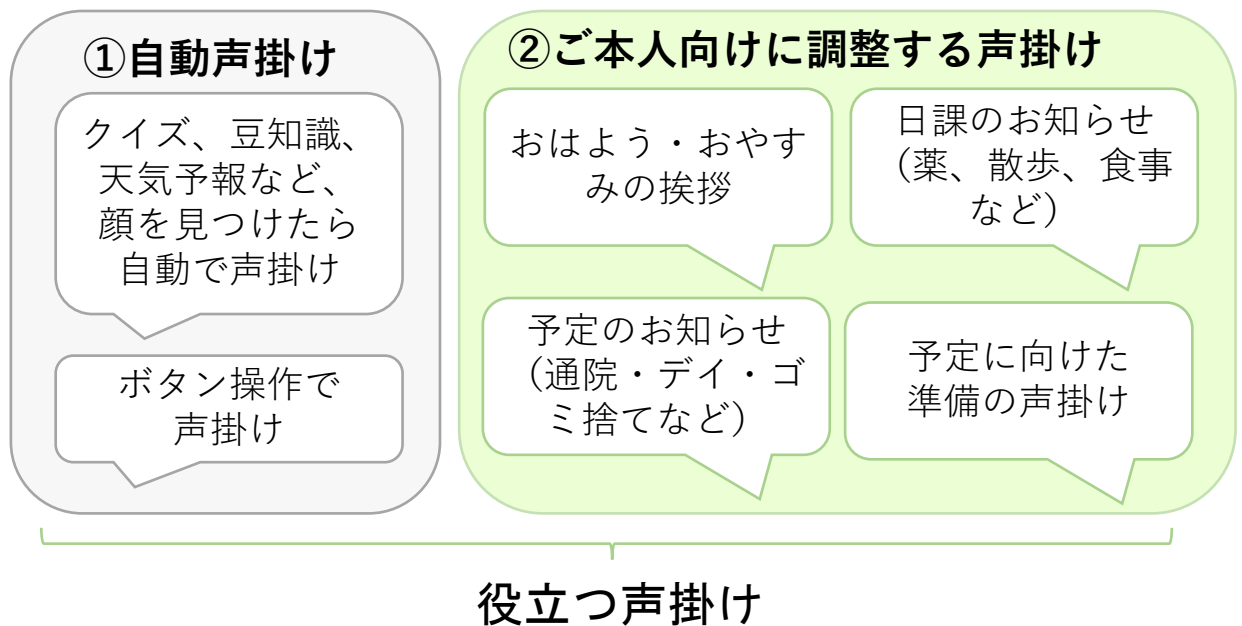 ①自動声掛け
クイズ、豆知識、
天気予報など、
顔を見つけたら
自動で声掛け
ボタン操作で
声掛け
②ご本人向けに調整する声掛け
おはよう・おやす
みの挨拶
日課のお知らせ
（薬、散歩、食事
など）
予定のお知らせ
（通院・デイ・ゴ
ミ捨てなど）
予定に向けた
準備の声掛け
役立つ声掛け